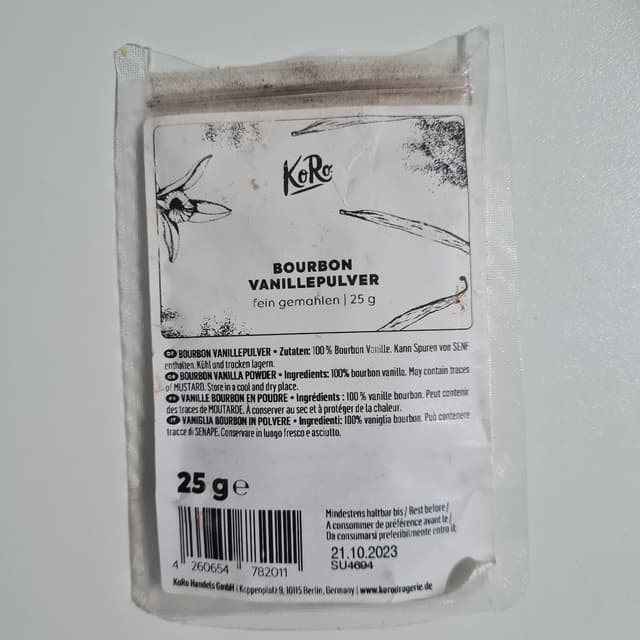 KoRo
BOURBON
VANILLEPULVER
fein gemahlen | 25 g
DE BOURBON VANILLEPULVER • Zutaten: 100 % Bourbon Vanille. Kann Spuren von SENF
enthalten. Kühl und trocken lagern.
GB BOURBON VANILLA POWDER • Ingredients: 100% bourbon vanilla. May contain traces
of MUSTARD. Store in a cool and dry place.
FR VANILLE BOURBON EN POUDRE • Ingrédients : 100 % vanille bourbon. Peut contenir
des traces de MOUTARDE. À conserver au sec et à protéger de la chaleur.
IT VANIGLIA BOURBON IN POLVERE • Ingredienti: 100% vaniglia bourbon. Può contenere
tracce di SENAPE. Conservare in luogo fresco e asciutto.
25 g e
Mindestens haltbar bis / Best before /
A consommer de préférence avant le /
Da consumarsi preferibilmente entro il:
21.10.2023
SU4694
4 260654 782011
KoRo Handels GmbH | Koppenplatz 9, 10115 Berlin, Germany | www.korodrogerie.de